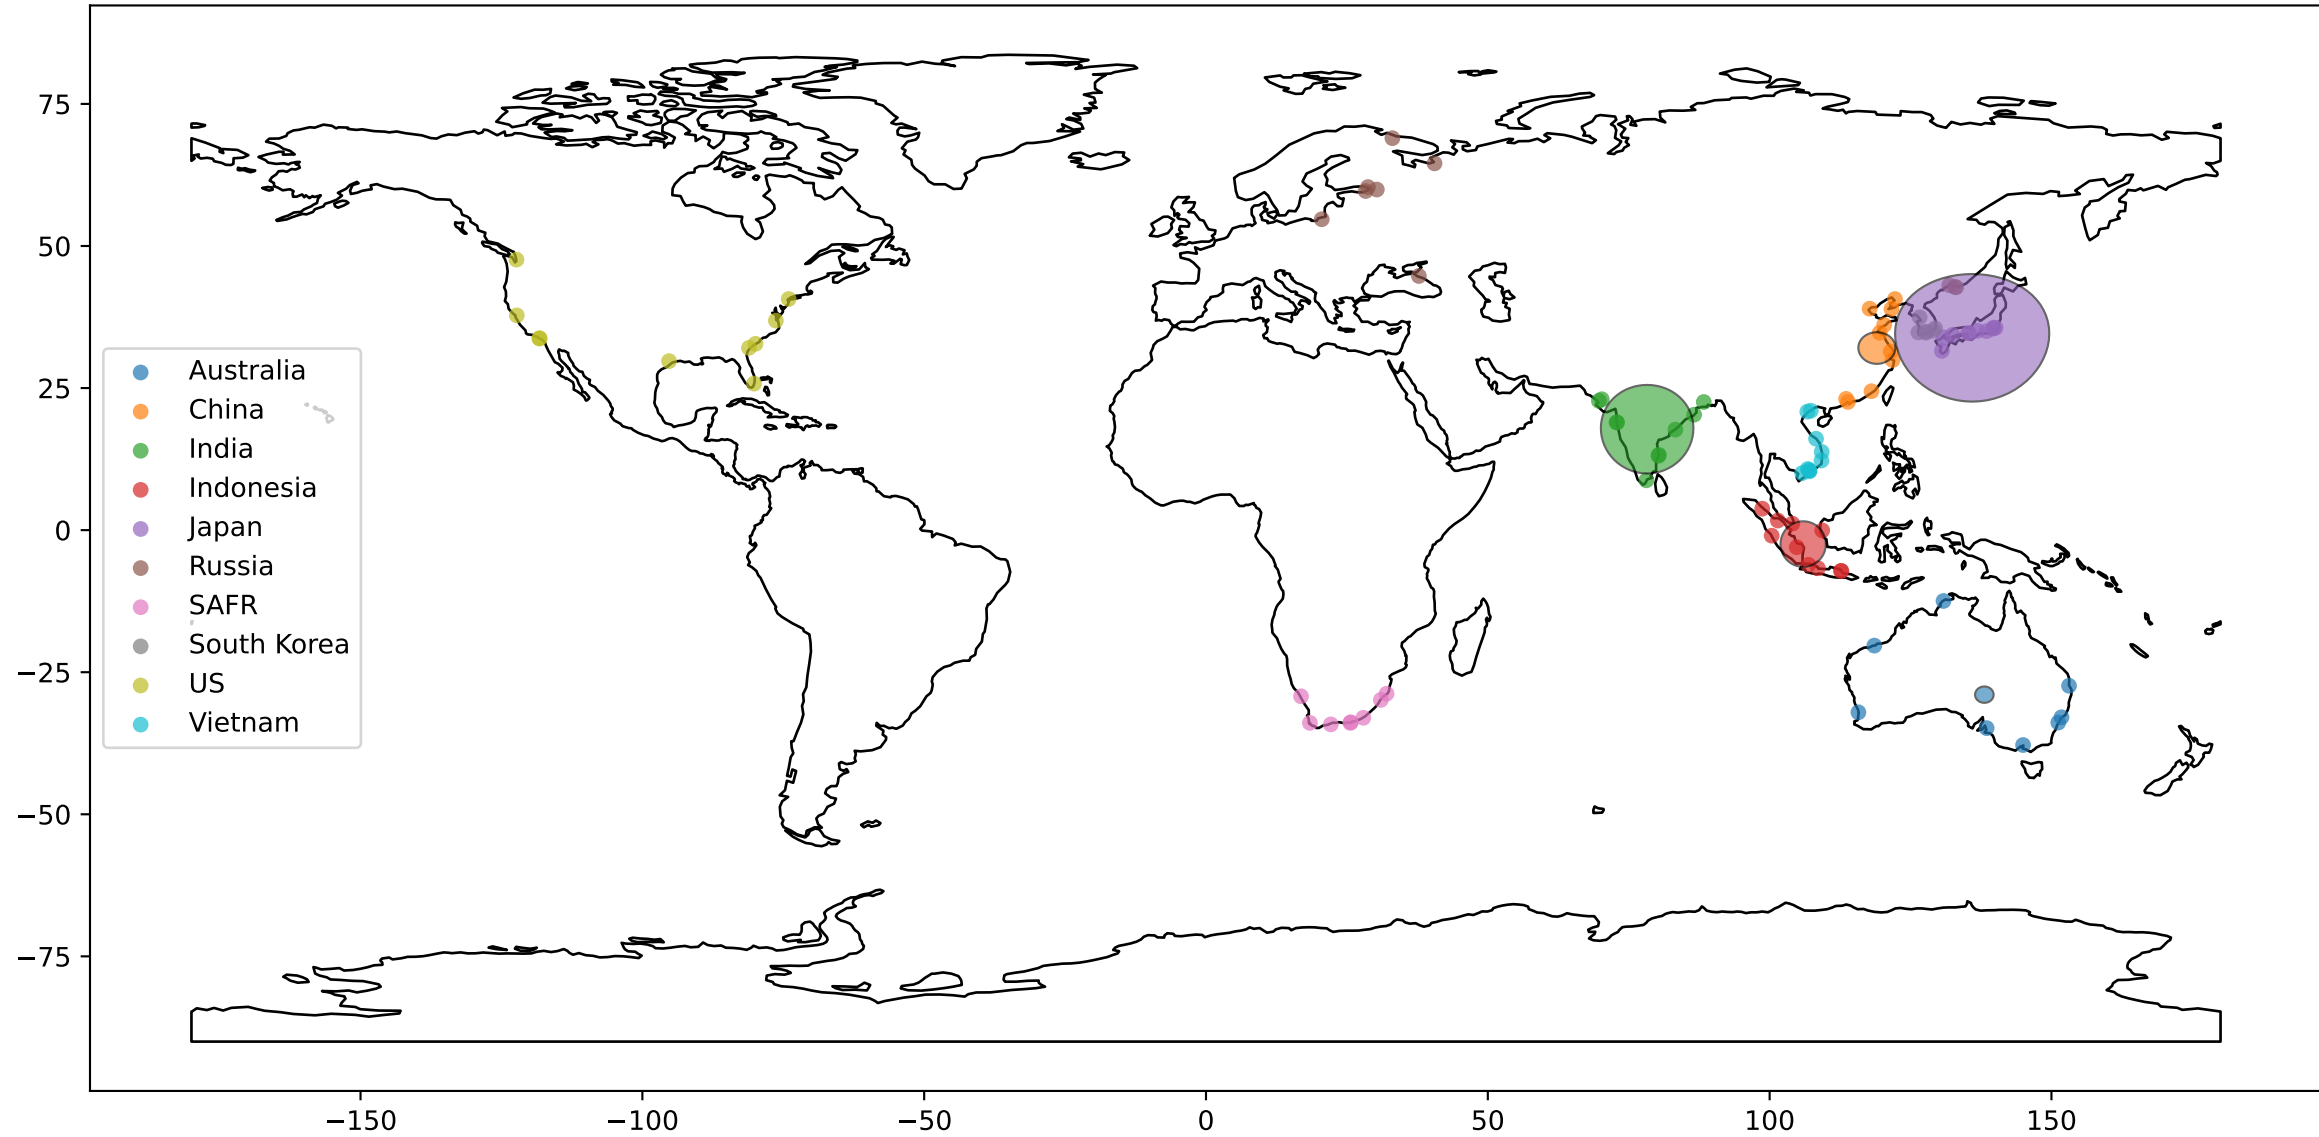 75
50
25
0
−25
−50
−75
Australia
China
India
Indonesia
Japan
Russia
SAFR
South Korea
US
Vietnam
−150 −100 −50 0 50 100 150